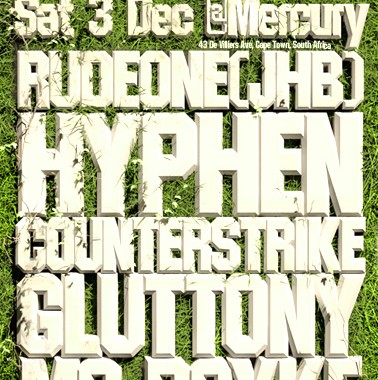 Sat 3 Dec @Mercury
43 De Villiers Ave, Cape Town, South Africa
RUDEONE(JHB)
HYPHEN
COUNTERSTRIKE
GLUTTONY